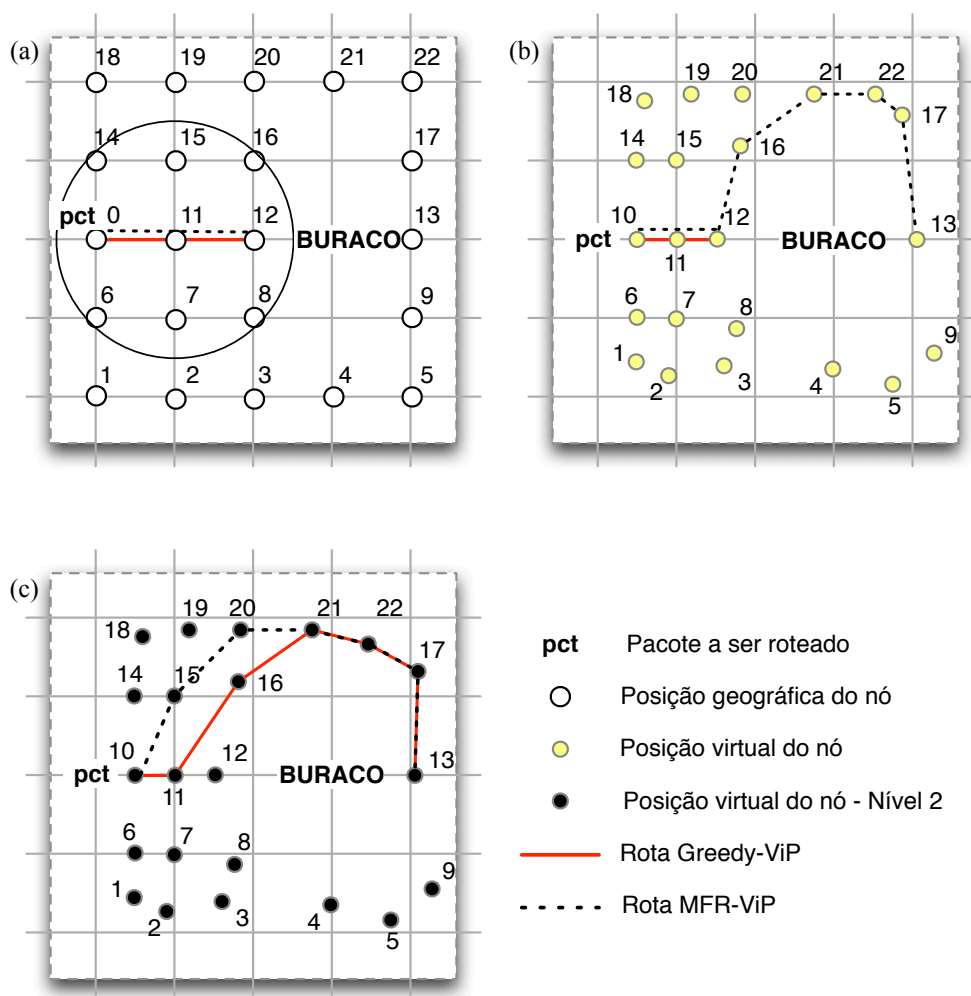 (a)
18 19 20 21 22
14 15 16 17
pct 0 11 12 BURACO 13
6 7 8 9
1 2 3 4 5
(b)
18 19 20 21 22
14 15 16 17
pct 10 11 12 BURACO 13
6 7 8 9
1 2 3 4 5
(c)
18 19 20 21 22
14 15 16 17
pct 10 11 12 BURACO 13
6 7 8 9
1 2 3 4 5
pct Pacote a ser roteado
Posição geográfica do nó
Posição virtual do nó
Posição virtual do nó - Nível 2
Rota Greedy-ViP
Rota MFR-ViP